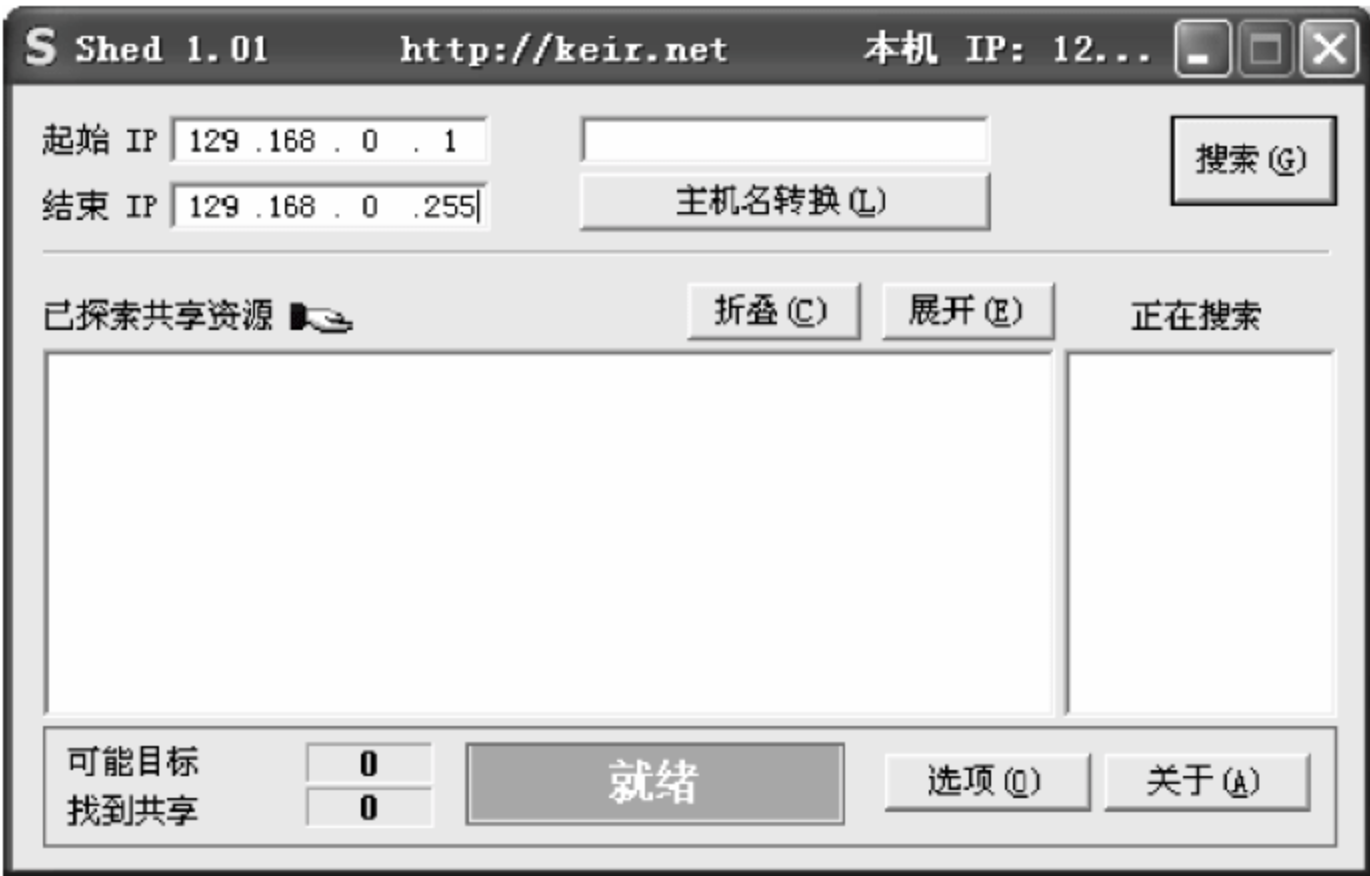 S Shed 1.01 http://keir.net 本机 IP: 12...
起始 IP 129 .168 . 0 . 1
搜索(G)
结束 IP 129 .168 . 0 .255
主机名转换(L)
已探索共享资源 折叠(C) 展开(E) 正在搜索
可能目标 0
就绪 选项(O) 关于(A)
找到共享 0